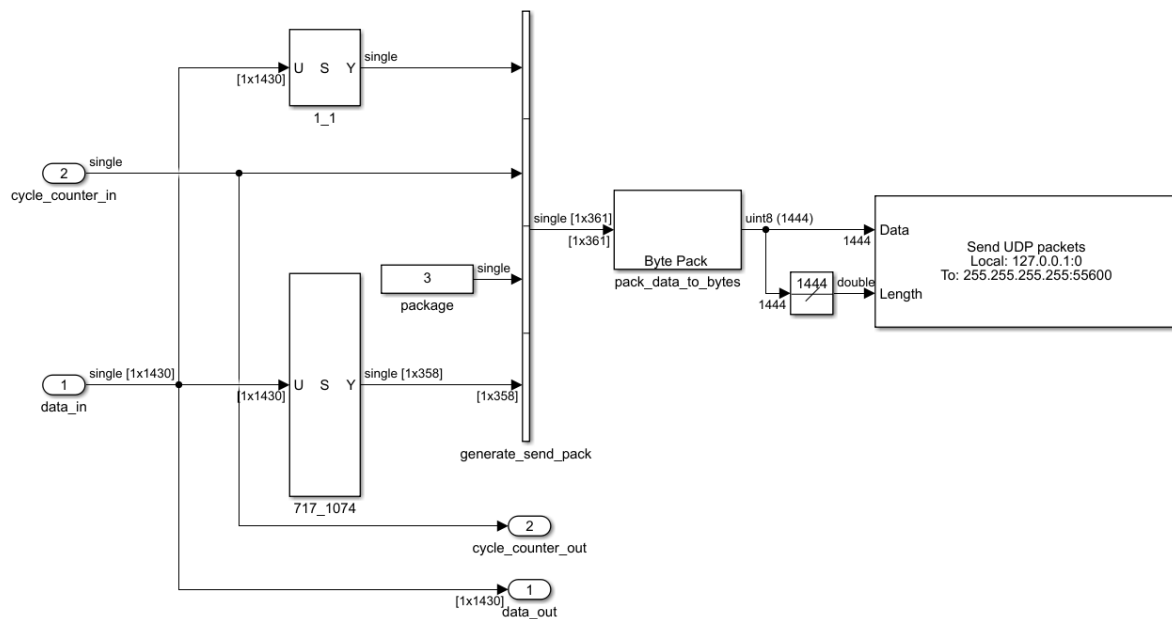 single
[1x1430]
U S Y
1_1
single
2
cycle_counter_in
single [1x361]
[1x361]
Byte Pack
pack_data_to_bytes
uint8 (1444)
1444
Data
Send UDP packets
Local: 127.0.0.1:0
To: 255.255.255.255:55600
1444
1444
double
Length
3
package
single
single [1x1430]
1
data_in
[1x1430]
U S Y
717_1074
single [1x358]
[1x358]
generate_send_pack
2
cycle_counter_out
[1x1430]
1
data_out